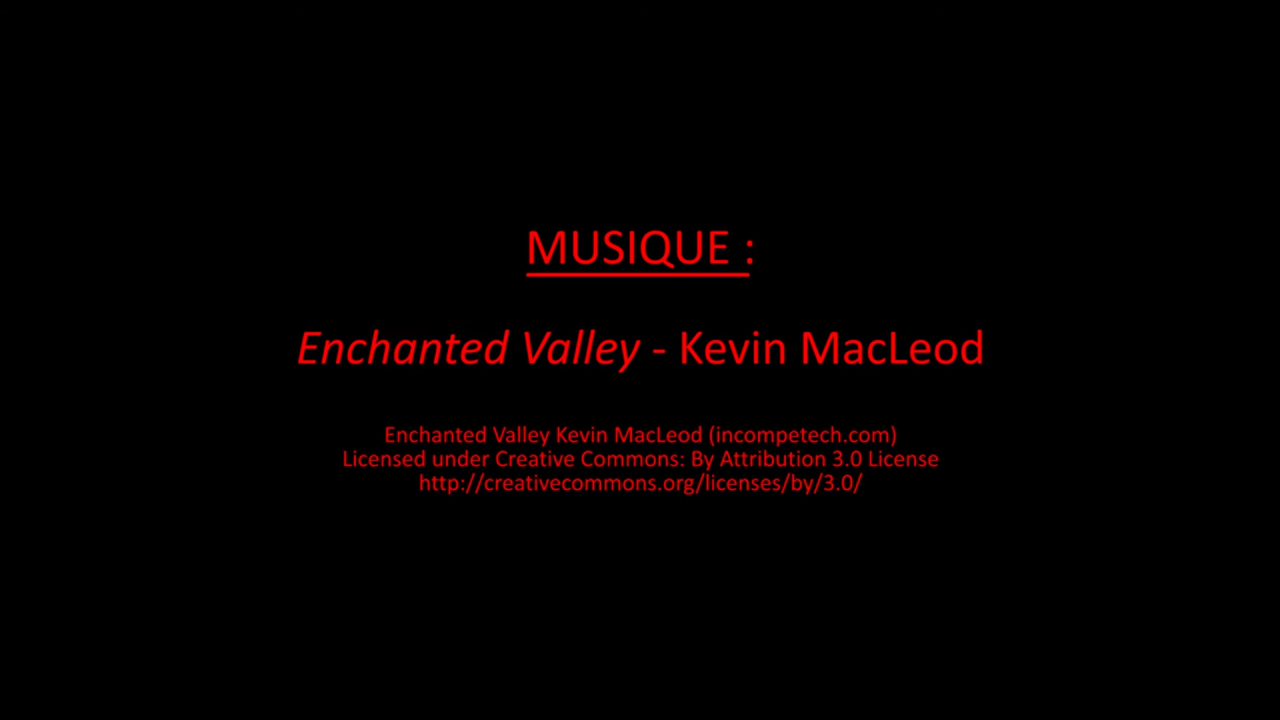 MUSIQUE :
Enchanted Valley - Kevin MacLeod
Enchanted Valley Kevin MacLeod (incompetech.com)
Licensed under Creative Commons: By Attribution 3.0 License
http://creativecommons.org/licenses/by/3.0/